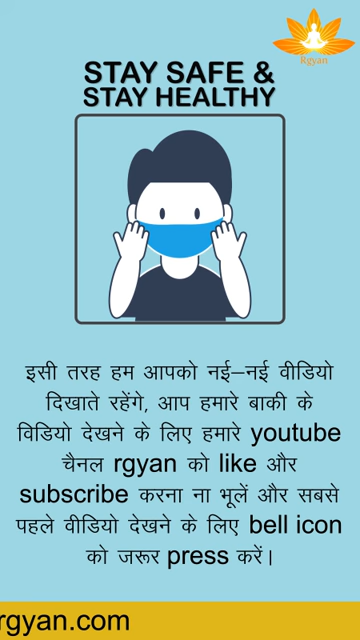 Rgyan
STAY SAFE &
STAY HEALTHY
इसी तरह हम आपको नई–नई वीडियो
दिखाते रहेंगे, आप हमारे बाकी के
विडियो देखने के लिए हमारे youtube
चैनल rgyan को like और
subscribe करना ना भूलें और सबसे
पहले वीडियो देखने के लिए bell icon
को जरूर press करें।
rgyan.com